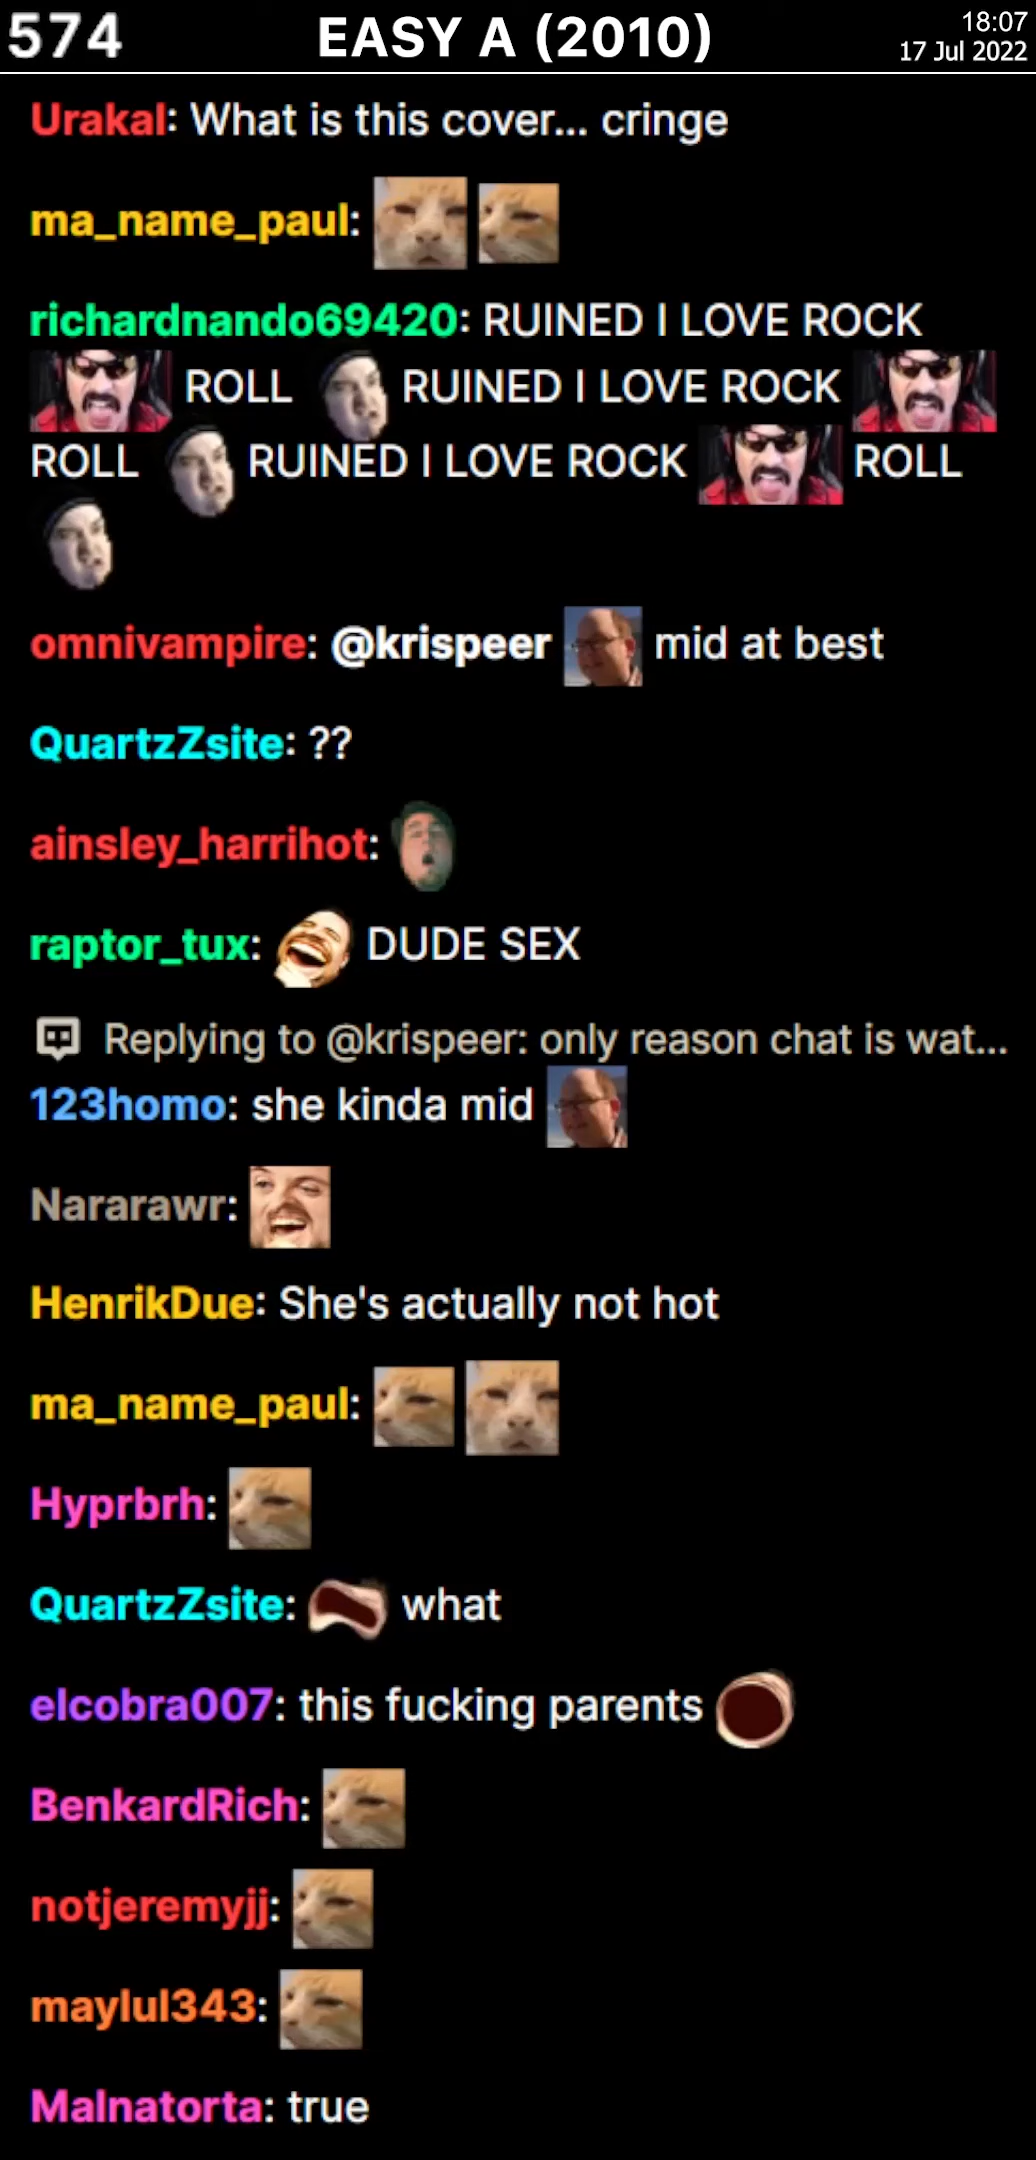 574
EASY A (2010)
18:07
17 Jul 2022
Urakal: What is this cover... cringe
ma_name_paul:
richardnando69420: RUINED I LOVE ROCK
ROLL RUINED I LOVE ROCK
ROLL RUINED I LOVE ROCK ROLL
omnivampire: @krispeer mid at best
QuartzZsite: ??
ainsley_harrihot:
raptor_tux: DUDE SEX
Replying to @krispeer: only reason chat is wat...
123homo: she kinda mid
Nararawr:
HenrikDue: She's actually not hot
ma_name_paul:
Hyprbrh:
QuartzZsite: what
elcobra007: this fucking parents
BenkardRich:
notjeremyjj:
maylul343:
Malnatorta: true